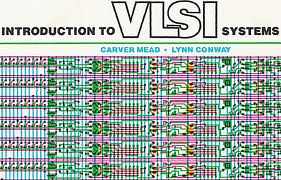 INTRODUCTION TO VLSI SYSTEMS
CARVER MEAD • LYNN CONWAY